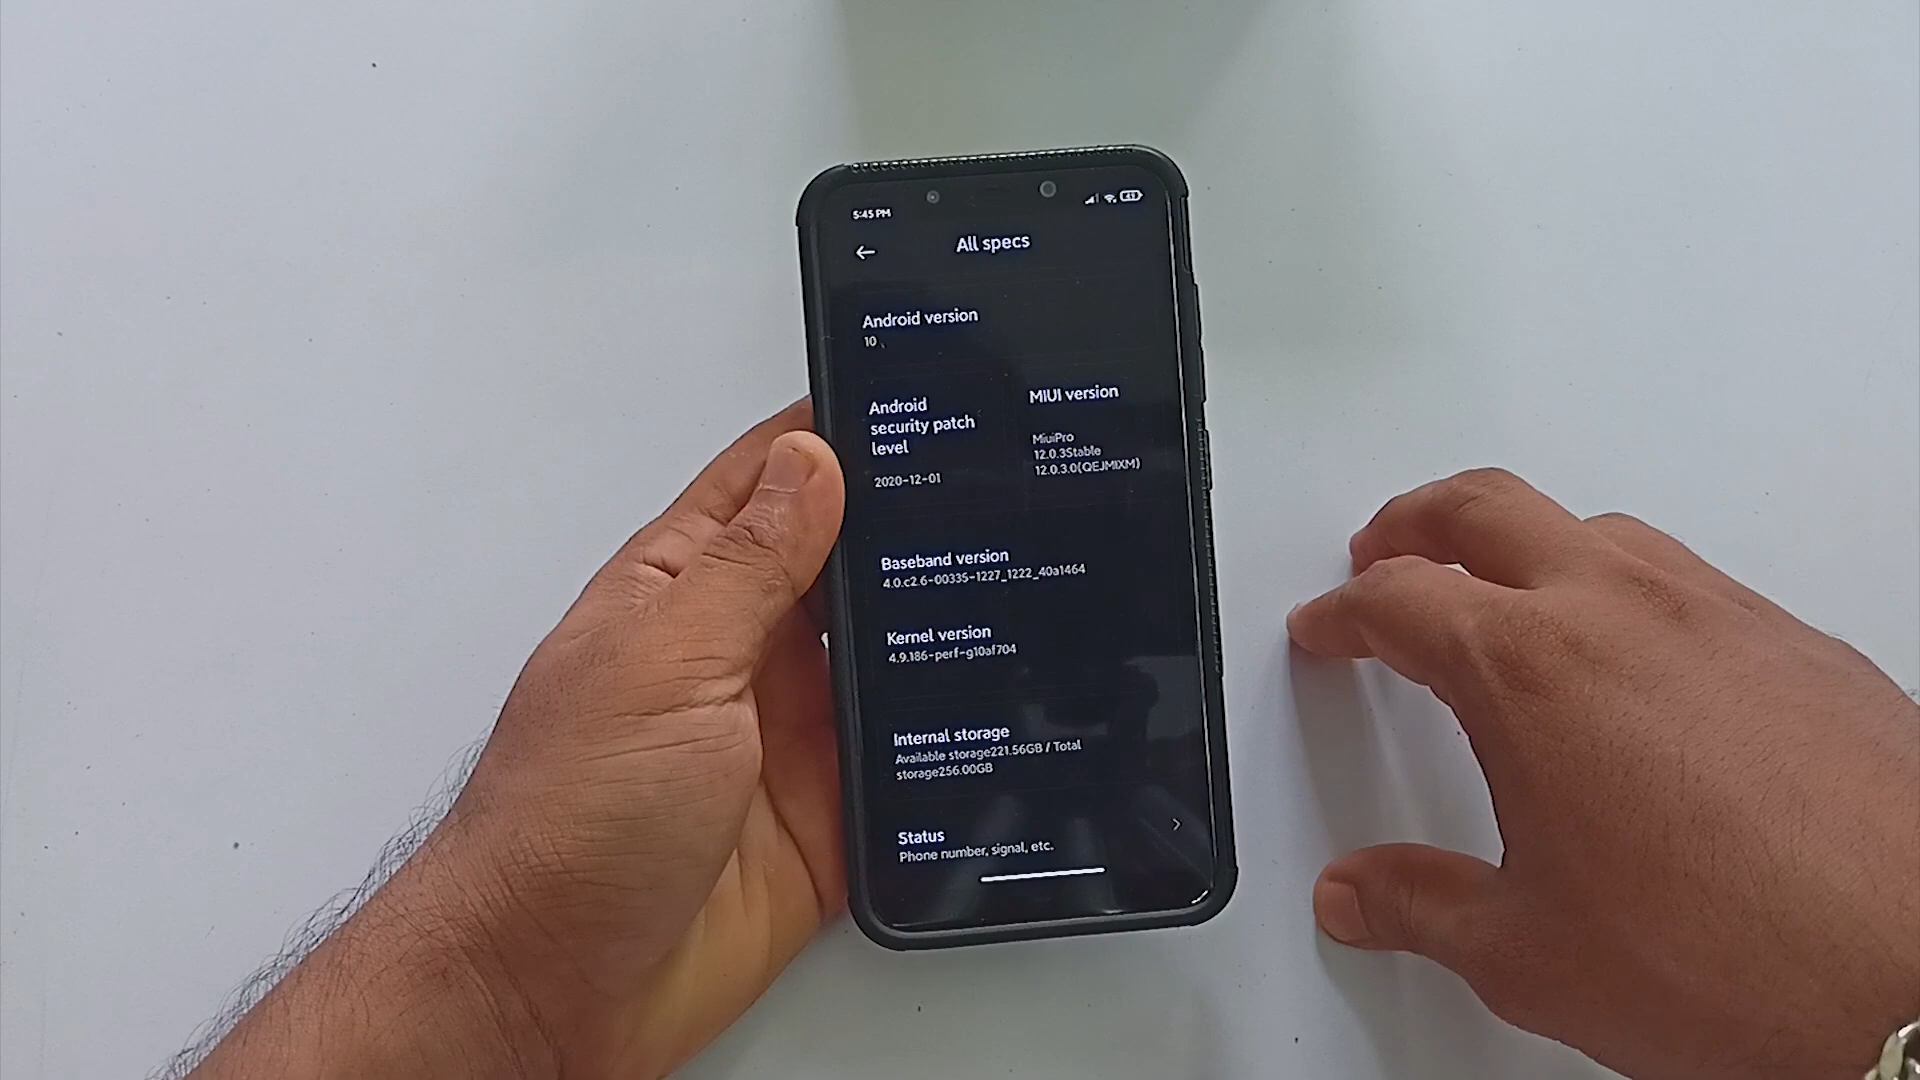 5:45 PM
All specs
Android version
10
Android
security patch
level
2020-12-01
MIUI version
MiuiPro
12.0.3Stable
12.0.3.0(QEJMIXM)
Baseband version
4.0.c2.6-00335-1227_1222_40a1464
Kernel version
4.9.186-perf-g10af704
Internal storage
Available storage221.56GB / Total
storage256.00GB
Status
Phone number, signal, etc.